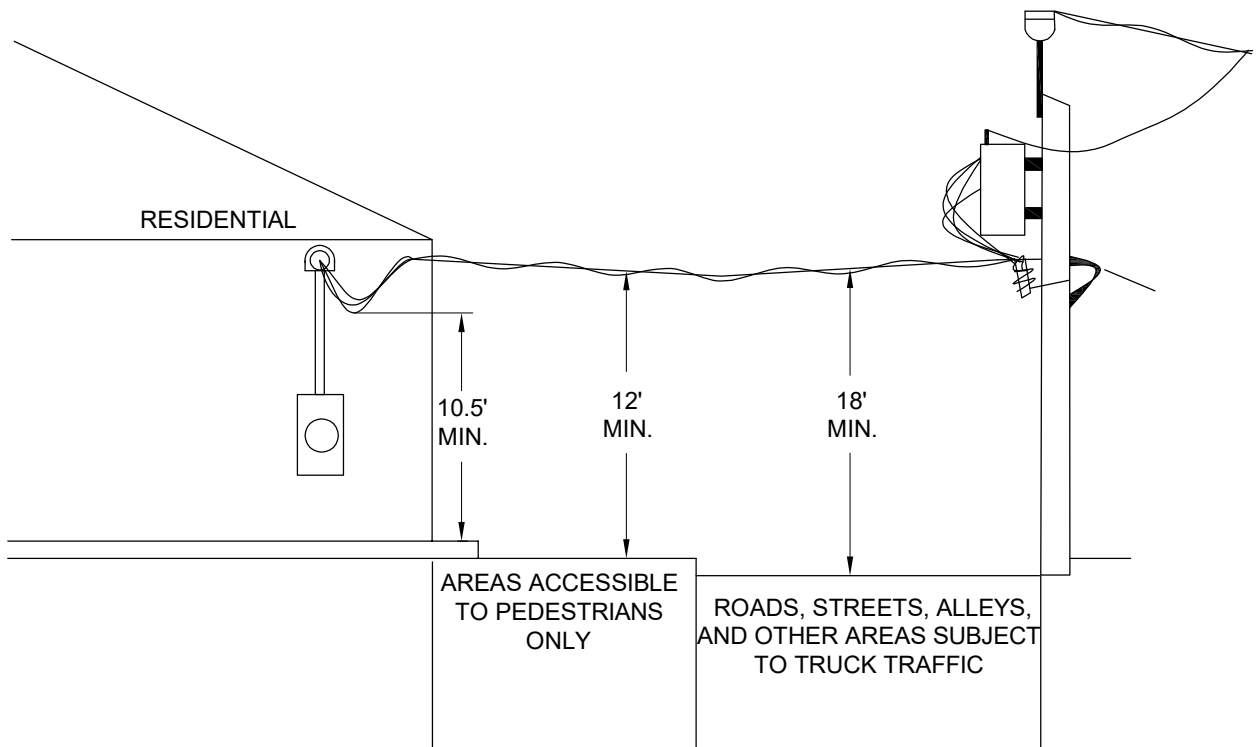 RESIDENTIAL
10.5'
MIN.
12'
MIN.
18'
MIN.
AREAS ACCESSIBLE
TO PEDESTRIANS
ONLY
ROADS, STREETS, ALLEYS,
AND OTHER AREAS SUBJECT
TO TRUCK TRAFFIC